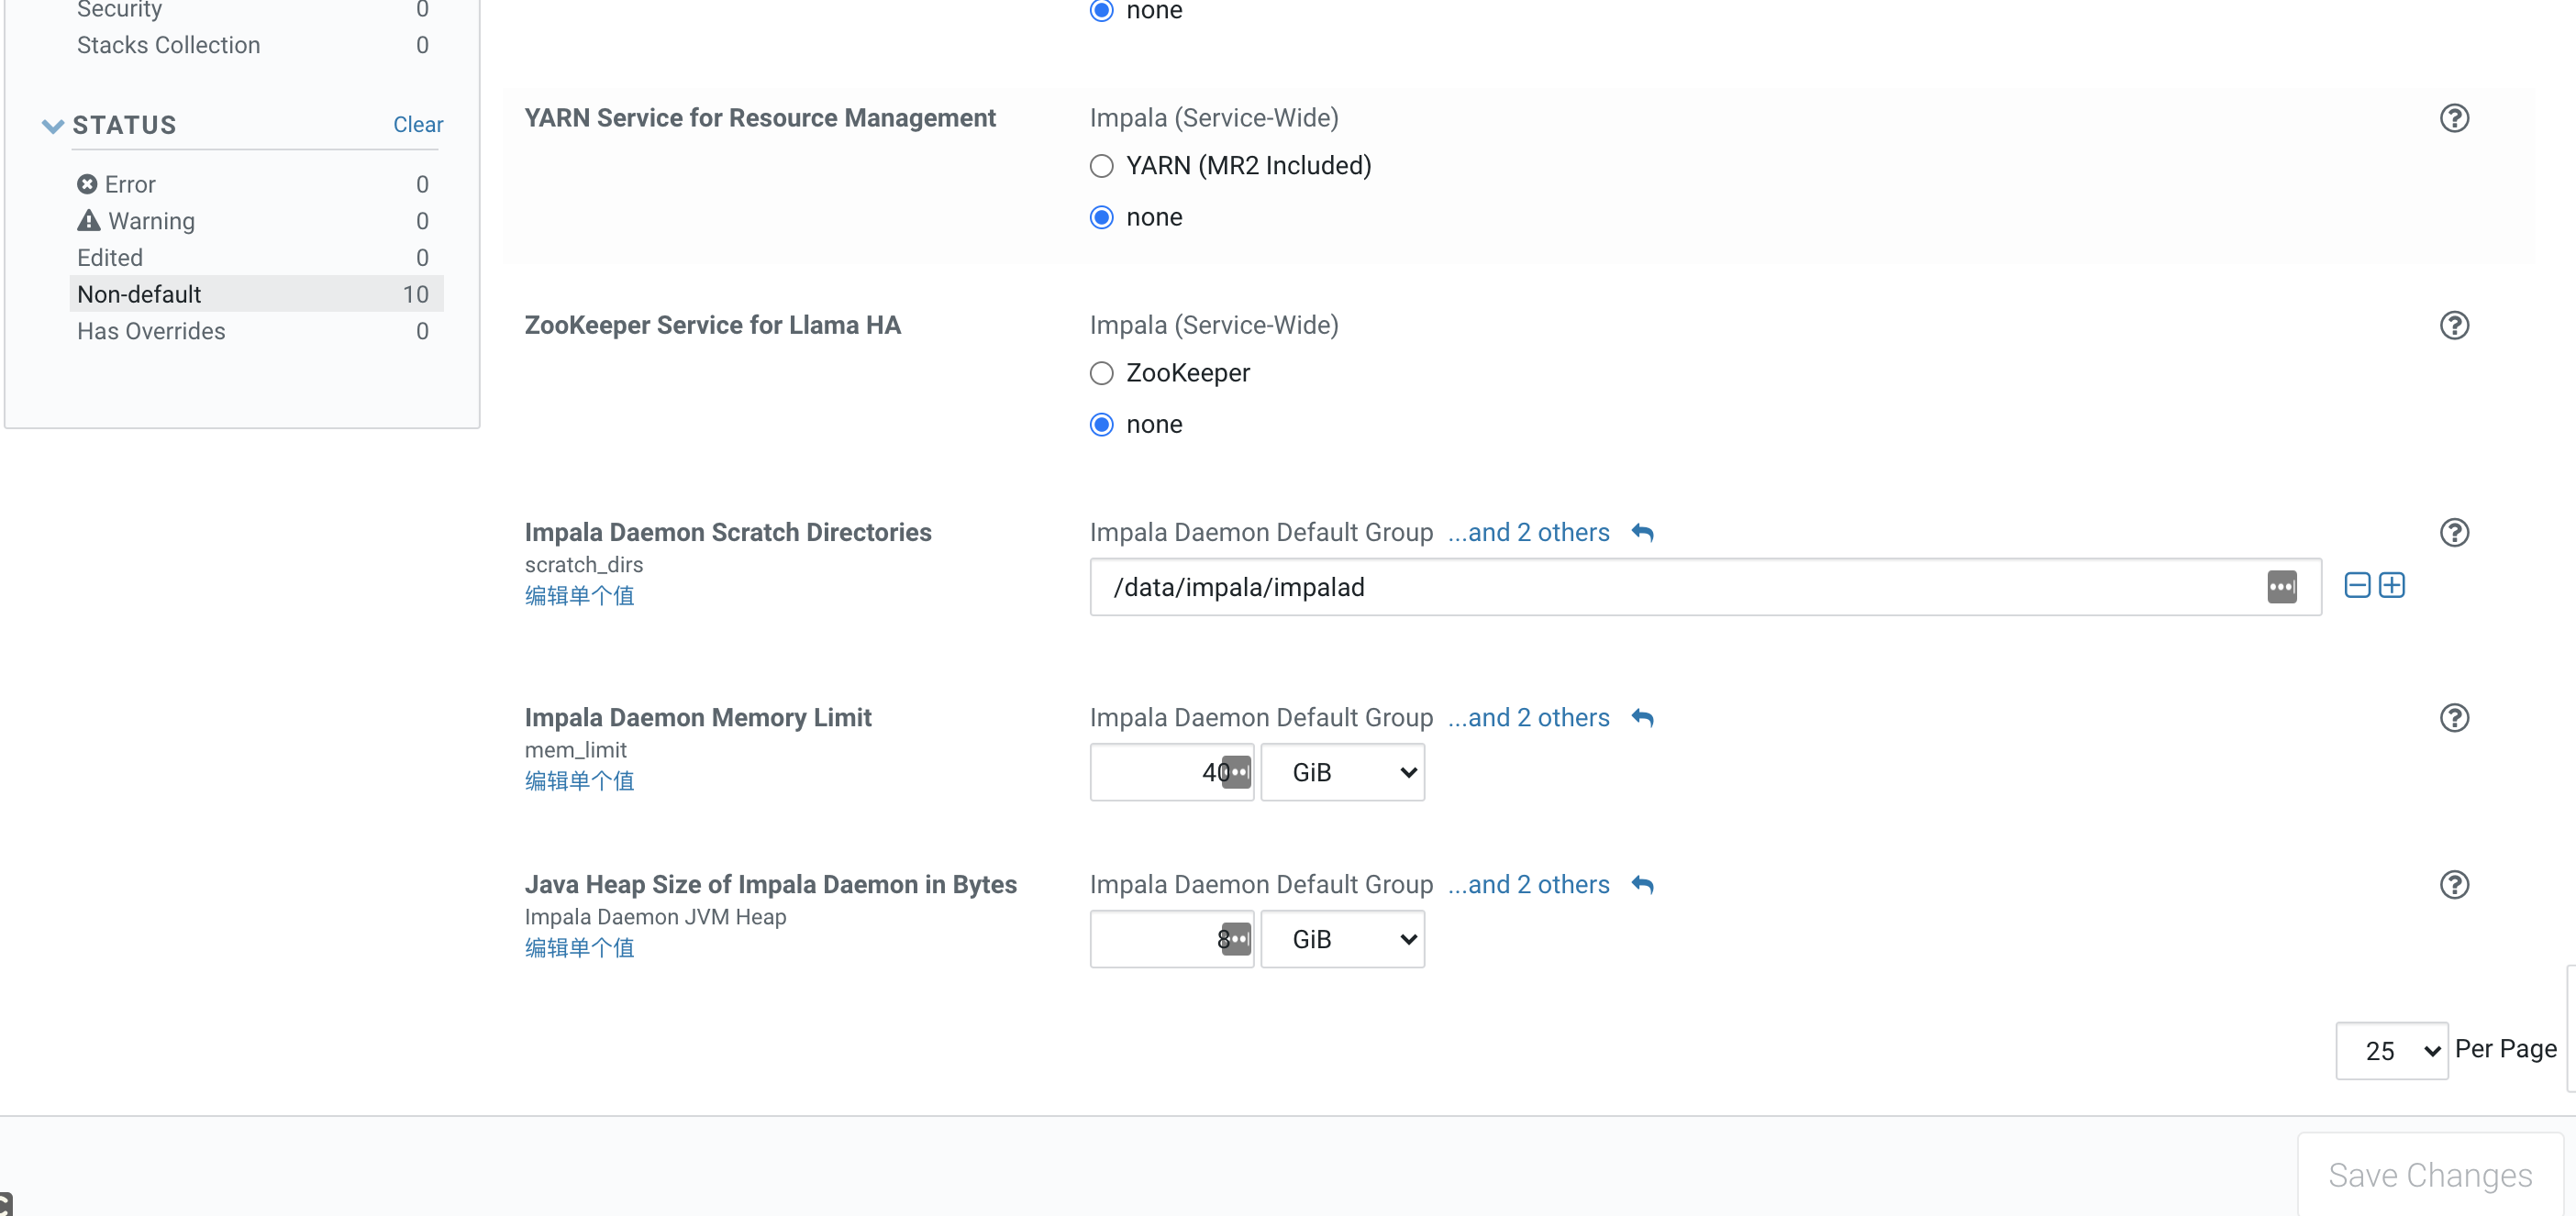 Security 0
Stacks Collection 0
STATUS Clear
Error 0
Warning 0
Edited 0
Non-default 10
Has Overrides 0
none
YARN Service for Resource Management
Impala (Service-Wide)
YARN (MR2 Included)
none
ZooKeeper Service for Llama HA
Impala (Service-Wide)
ZooKeeper
none
Impala Daemon Scratch Directories
scratch_dirs
编辑单个值
Impala Daemon Default Group ...and 2 others
/data/impala/impalad
Impala Daemon Memory Limit
mem_limit
编辑单个值
Impala Daemon Default Group ...and 2 others
40 GiB
Java Heap Size of Impala Daemon in Bytes
Impala Daemon JVM Heap
编辑单个值
Impala Daemon Default Group ...and 2 others
8 GiB
25 Per Page
Save Changes